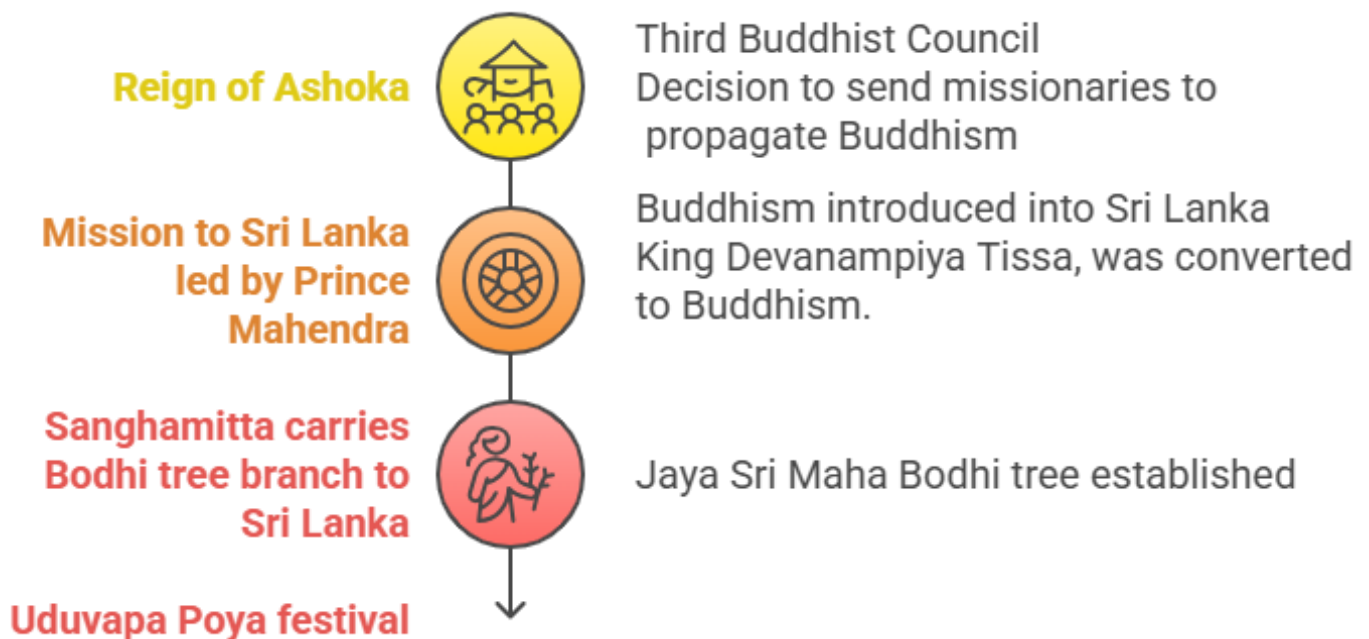 Reign of Ashoka
Third Buddhist Council
Decision to send missionaries to
propagate Buddhism
Mission to Sri Lanka
led by Prince
Mahendra
Buddhism introduced into Sri Lanka
King Devanampiya Tissa, was converted
to Buddhism.
Sanghamitta carries
Bodhi tree branch to
Sri Lanka
Jaya Sri Maha Bodhi tree established
Uduvapa Poya festival